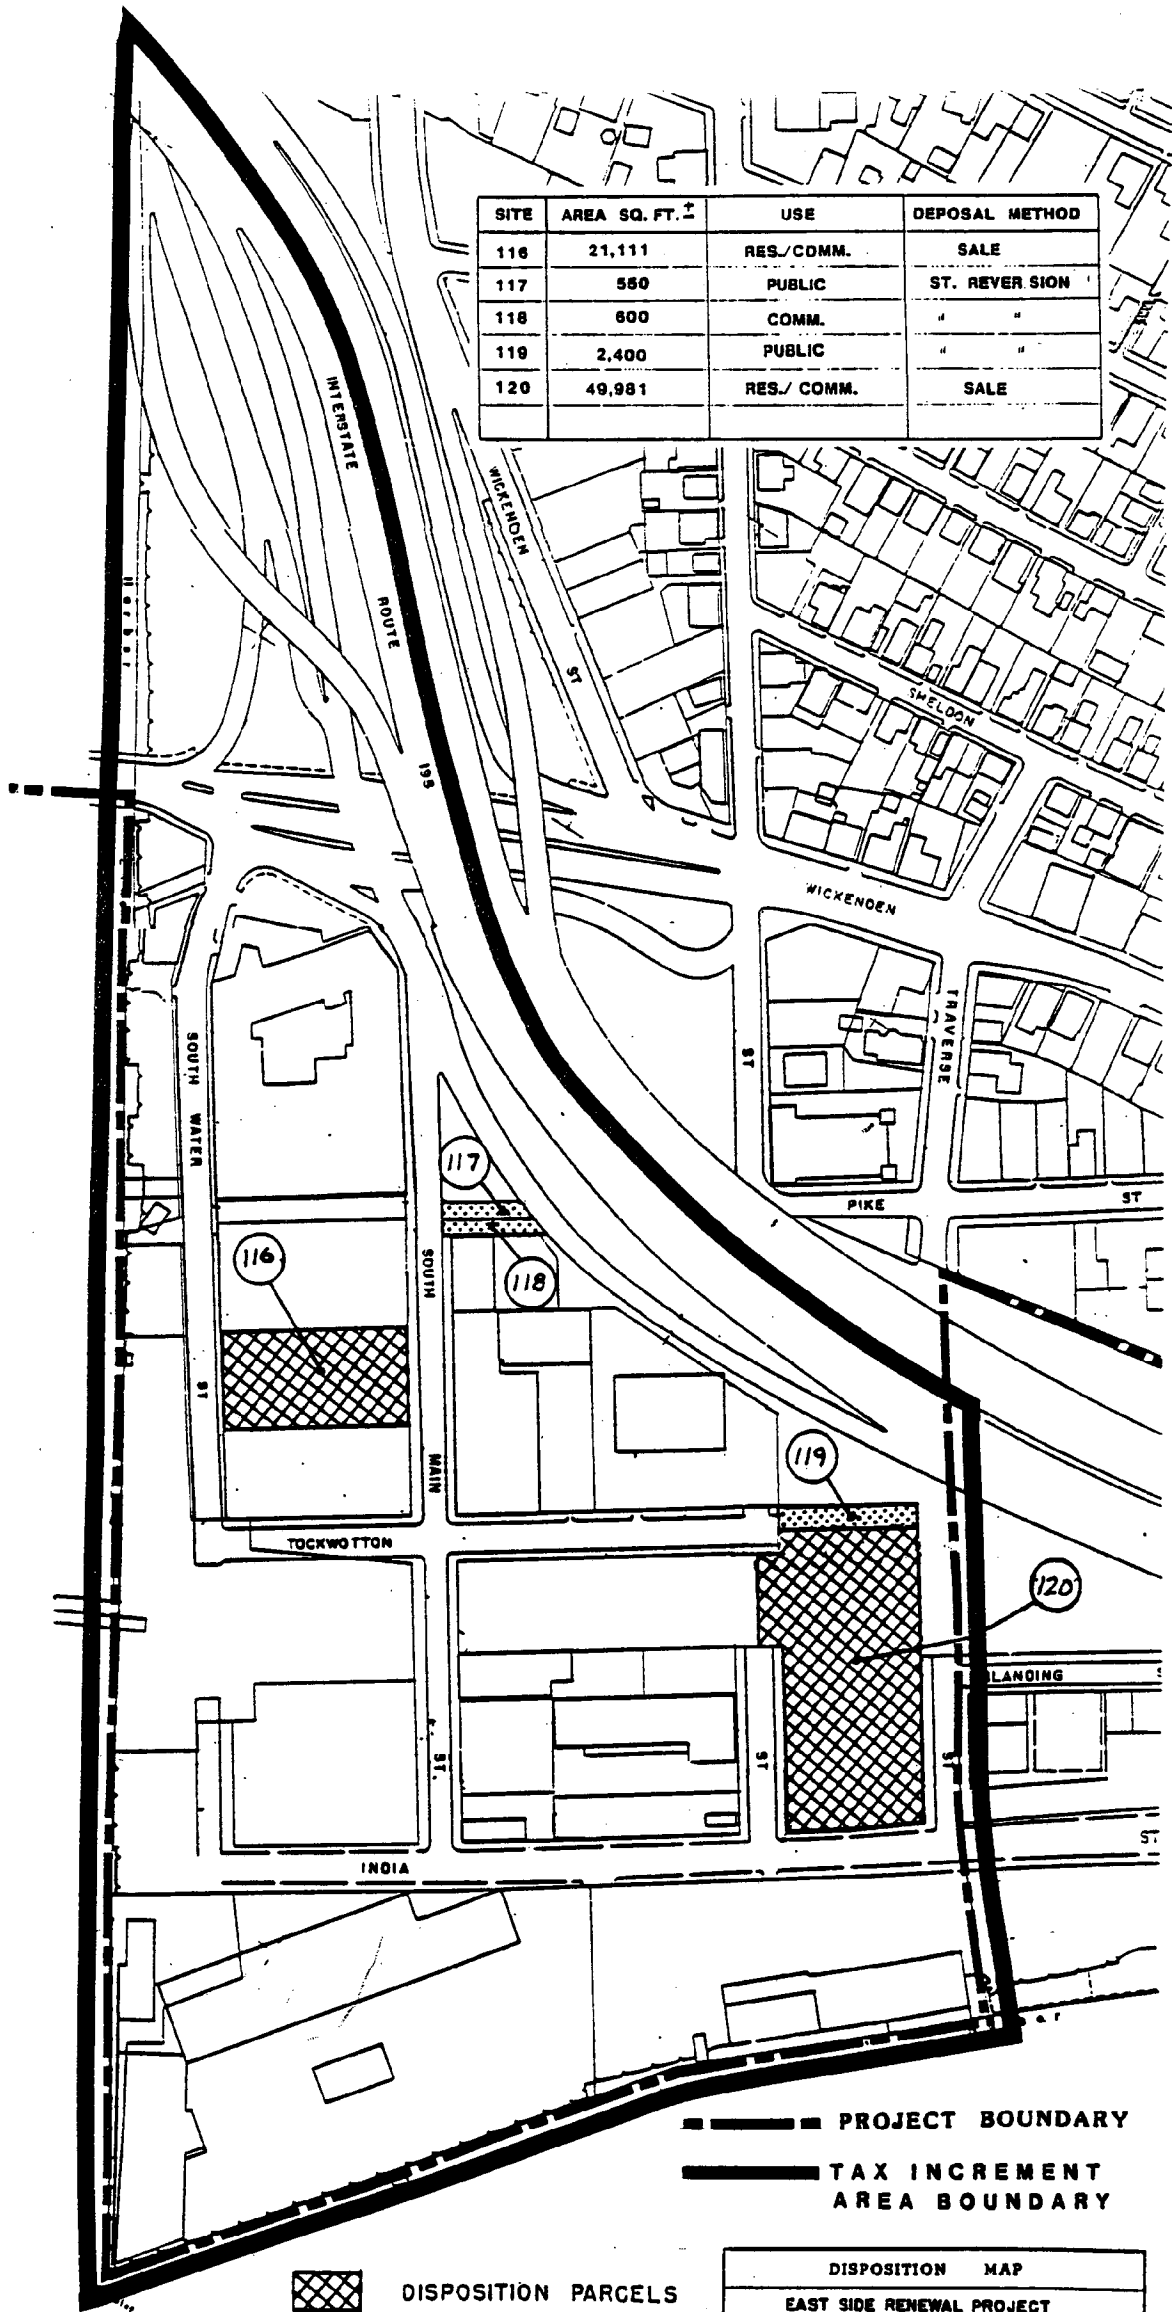 SITE AREA SQ. FT. ± USE DEPOSAL METHOD
116 21,111 RES./COMM. SALE
117 550 PUBLIC ST. REVERSION
118 600 COMM. " "
119 2,400 PUBLIC " "
120 49,981 RES./ COMM. SALE
INTERSTATE
ROUTE
195
WICKENDEN
ST
Harbor
SHELDON
WICKENDEN
TRAVERSE
ST
SOUTH WATER
ST
PIKE ST
117
118
116
SOUTH
MAIN
ST.
119
TOCKWOTTON
120
BLANDING
ST
ST
INDIA
ST
PROJECT BOUNDARY
TAX INCREMENT
AREA BOUNDARY
DISPOSITION PARCELS
DISPOSITION MAP
EAST SIDE RENEWAL PROJECT